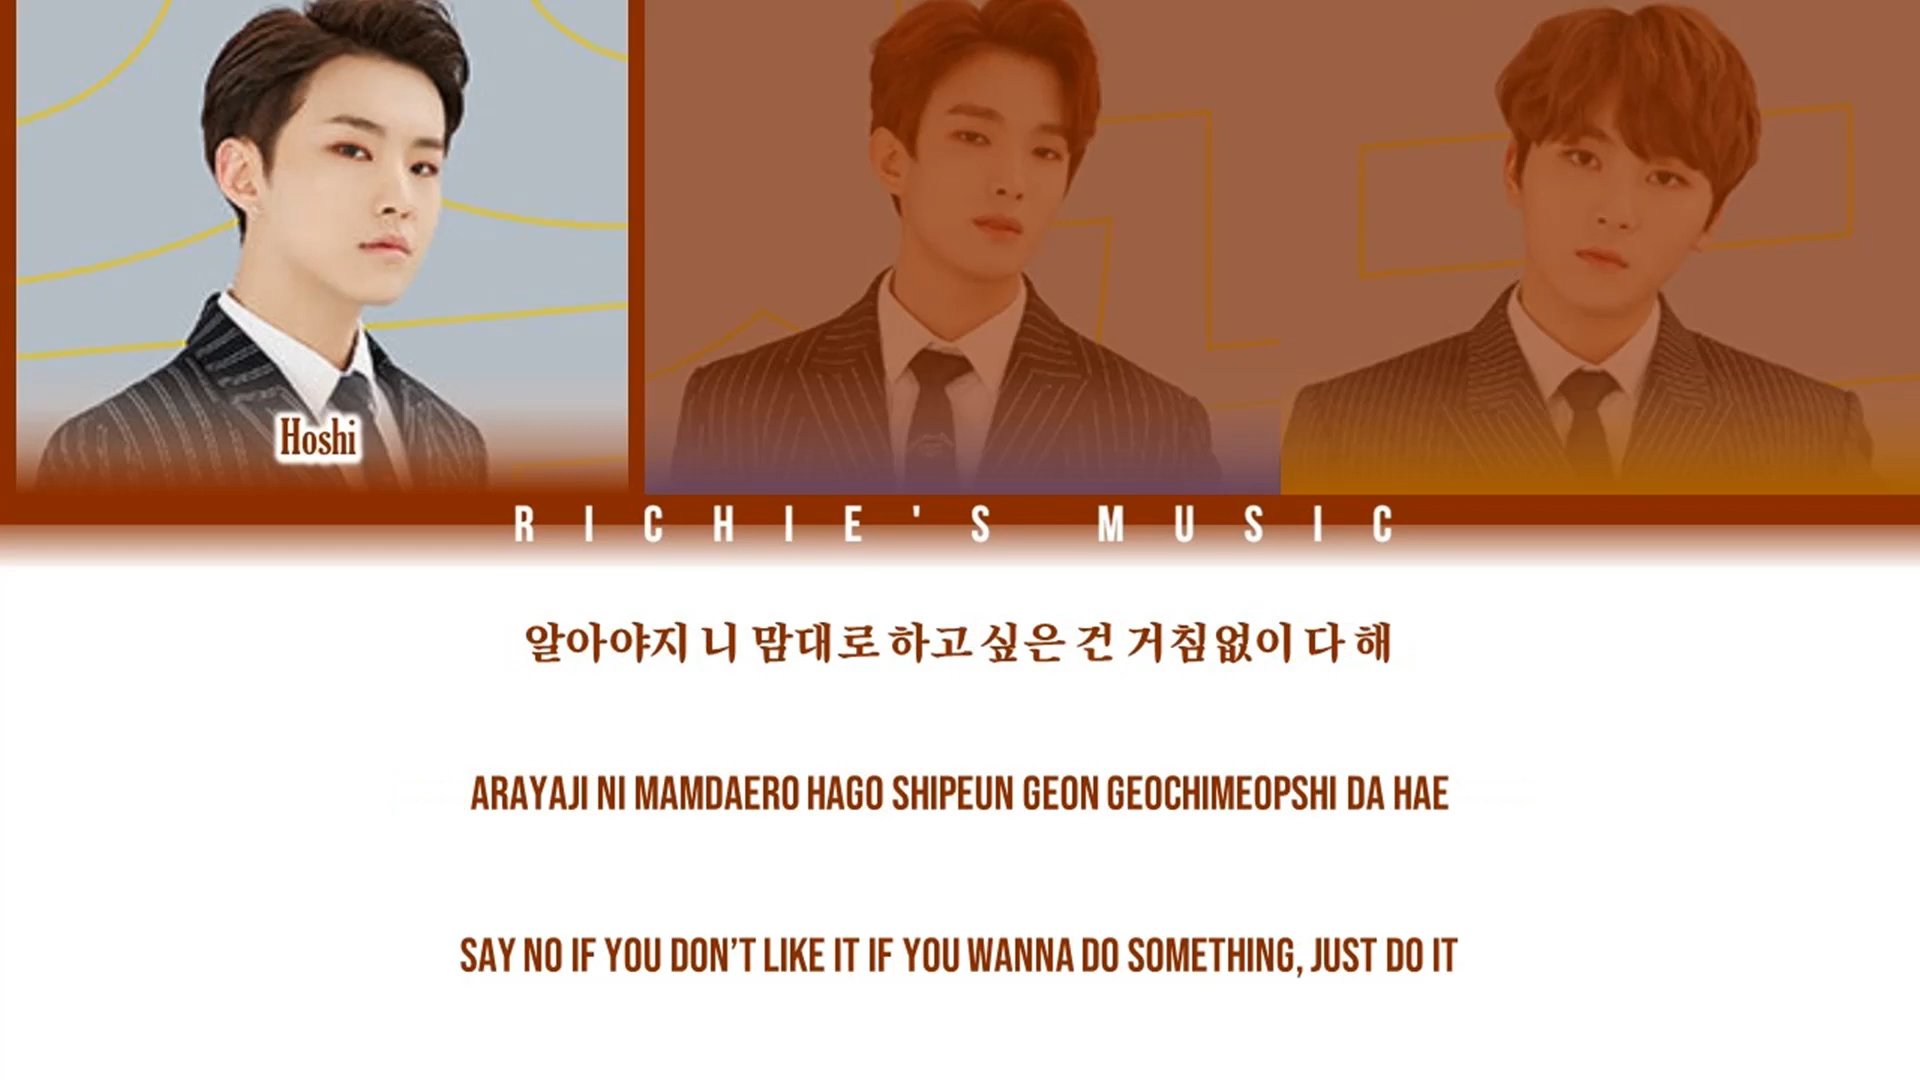 Hoshi
RICHIE'S MUSIC
알아야지 니 맘대로 하고 싶은 건 거침없이 다 해
ARAYAJI NI MAMDAERO HAGO SHIPEUN GEON GEOCHIMEOPSHI DA HAE
SAY NO IF YOU DON’T LIKE IT IF YOU WANNA DO SOMETHING, JUST DO IT